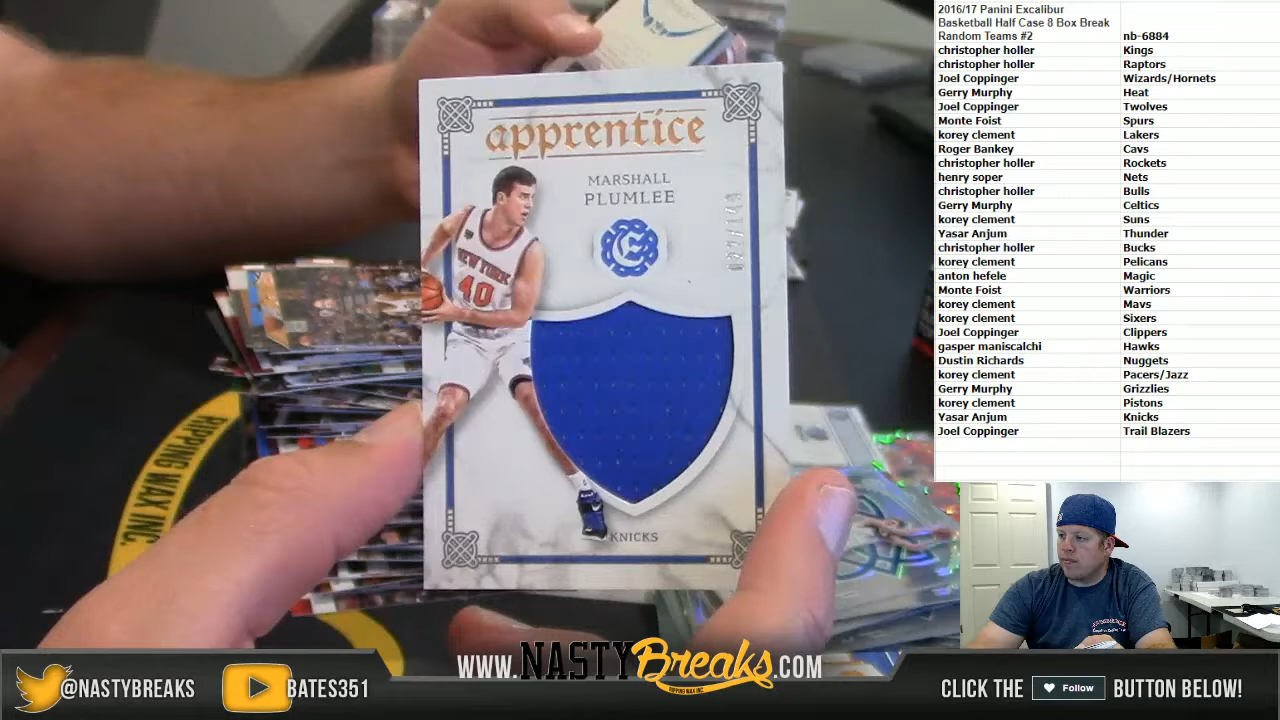 2016/17 Panini Excalibur
Basketball Half Case 8 Box Break
Random Teams #2 nb-6884
christopher holler Kings
christopher holler Raptors
Joel Coppinger Wizards/Hornets
Gerry Murphy Heat
Joel Coppinger Twolves
Monte Foist Spurs
korey clement Lakers
Roger Bankey Cavs
christopher holler Rockets
henry soper Nets
christopher holler Bulls
Gerry Murphy Celtics
korey clement Suns
Yasar Anjum Thunder
christopher holler Bucks
korey clement Pelicans
anton hefele Magic
Monte Foist Warriors
korey clement Mavs
korey clement Sixers
Joel Coppinger Clippers
gasper maniscalchi Hawks
Dustin Richards Nuggets
korey clement Pacers/Jazz
Gerry Murphy Grizzlies
korey clement Pistons
Yasar Anjum Knicks
Joel Coppinger Trail Blazers
apprentice
MARSHALL
PLUMLEE
NEW YORK
40
KNICKS
RIPPING WAX INC.
@NASTYBREAKS
BATES351
WWW.NASTYBreaks.COM
RIPPING WAX INC
CLICK THE Follow BUTTON BELOW!